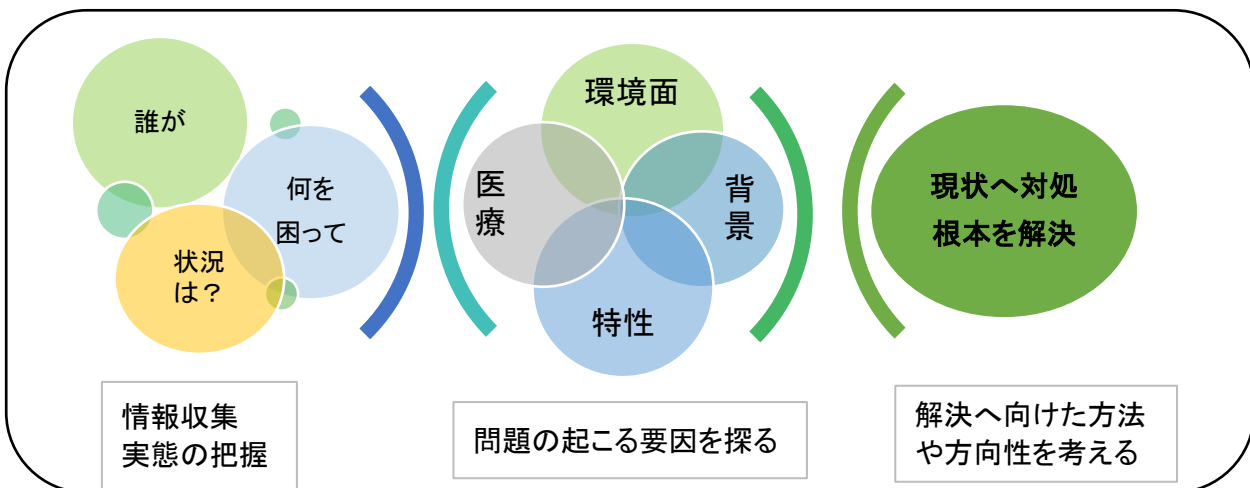 誰が
何を
困って
状況
は？
情報収集
実態の把握
環境面
医
療
背
景
特性
問題の起こる要因を探る
現状へ対処
根本を解決
解決へ向けた方法
や方向性を考える